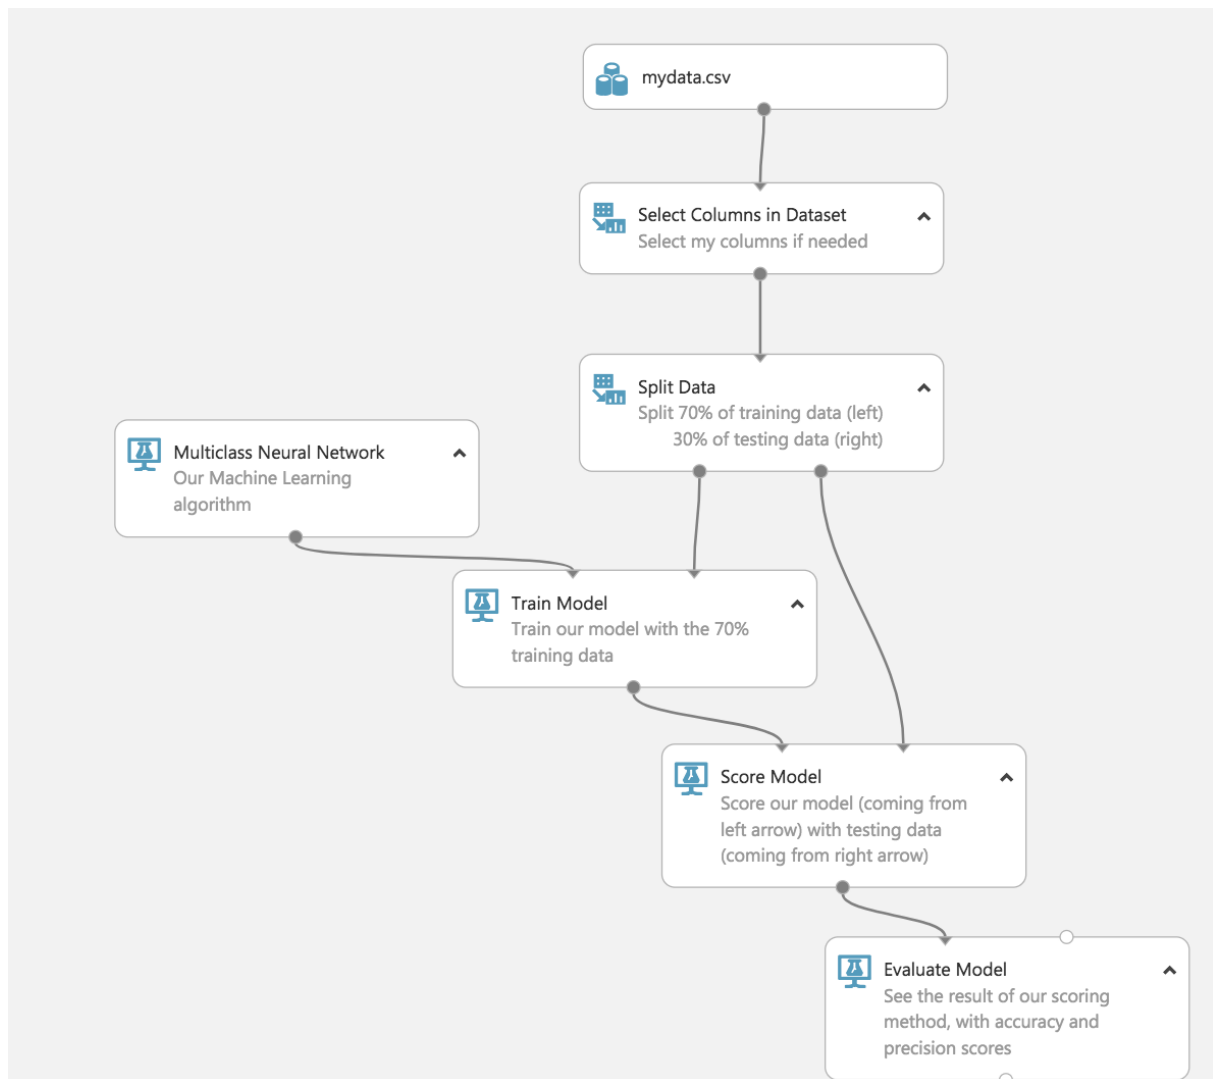 mydata.csv
Select Columns in Dataset
Select my columns if needed
Split Data
Split 70% of training data (left)
30% of testing data (right)
Multiclass Neural Network
Our Machine Learning
algorithm
Train Model
Train our model with the 70%
training data
Score Model
Score our model (coming from
left arrow) with testing data
(coming from right arrow)
Evaluate Model
See the result of our scoring
method, with accuracy and
precision scores